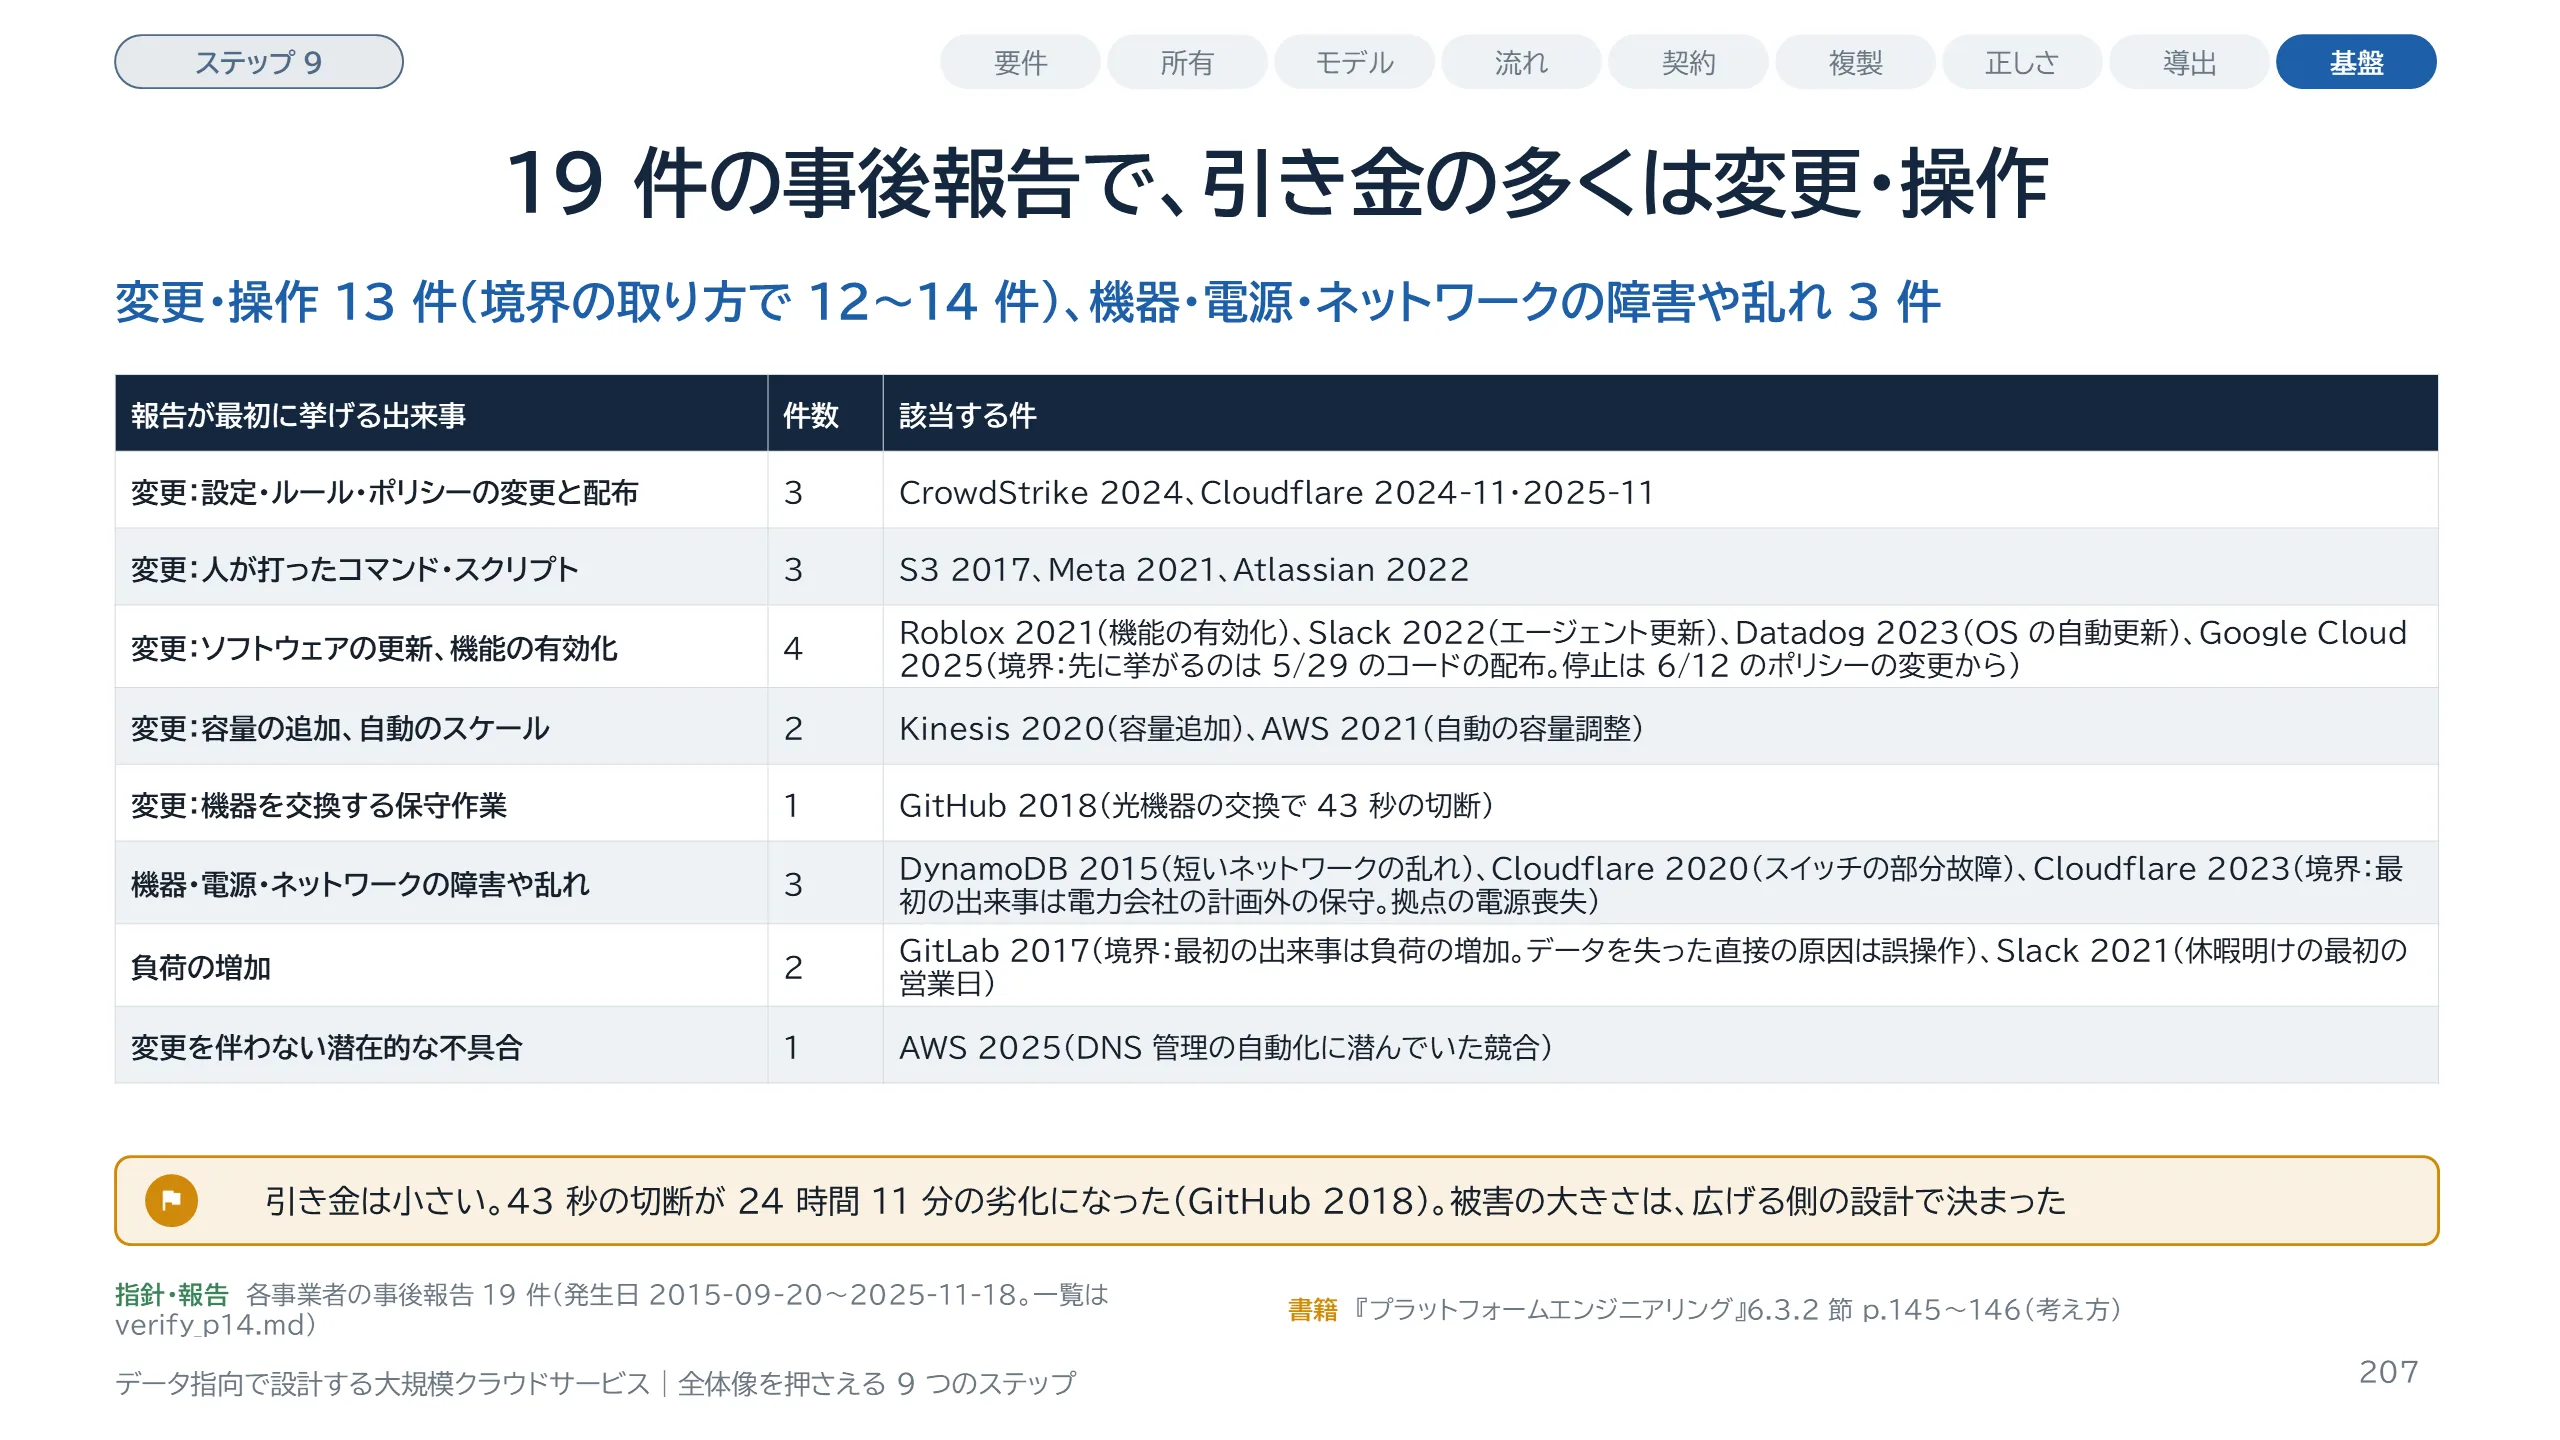 ステップ 9
要件
所有
モデル
流れ
契約
複製
正しさ
導出
基盤
19 件の事後報告で、引き金の多くは変更・操作
変更・操作 13 件（境界の取り方で 12～14 件）、機器・電源・ネットワークの障害や乱れ 3 件
報告が最初に挙げる出来事 件数 該当する件
変更：設定・ルール・ポリシーの変更と配布 3 CrowdStrike 2024、Cloudflare 2024-11・2025-11
変更：人が打ったコマンド・スクリプト 3 S3 2017、Meta 2021、Atlassian 2022
変更：ソフトウェアの更新、機能の有効化 4 Roblox 2021（機能の有効化）、Slack 2022（エージェント更新）、Datadog 2023（OS の自動更新）、Google Cloud
2025（境界：先に挙がるのは 5/29 のコードの配布。停止は 6/12 のポリシーの変更から）
変更：容量の追加、自動のスケール 2 Kinesis 2020（容量追加）、AWS 2021（自動の容量調整）
変更：機器を交換する保守作業 1 GitHub 2018（光機器の交換で 43 秒の切断）
機器・電源・ネットワークの障害や乱れ 3 DynamoDB 2015（短いネットワークの乱れ）、Cloudflare 2020（スイッチの部分故障）、Cloudflare 2023（境界：最
初の出来事は電力会社の計画外の保守。拠点の電源喪失）
負荷の増加 2 GitLab 2017（境界：最初の出来事は負荷の増加。データを失った直接の原因は誤操作）、Slack 2021（休暇明けの最初の
営業日）
変更を伴わない潜在的な不具合 1 AWS 2025（DNS 管理の自動化に潜んでいた競合）
引き金は小さい。43 秒の切断が 24 時間 11 分の劣化になった（GitHub 2018）。被害の大きさは、広げる側の設計で決まった
指針・報告 各事業者の事後報告 19 件（発生日 2015-09-20～2025-11-18。一覧は
verify_p14.md）
書籍 『プラットフォームエンジニアリング』6.3.2 節 p.145～146（考え方）
データ指向で設計する大規模クラウドサービス｜全体像を押さえる 9 つのステップ
207